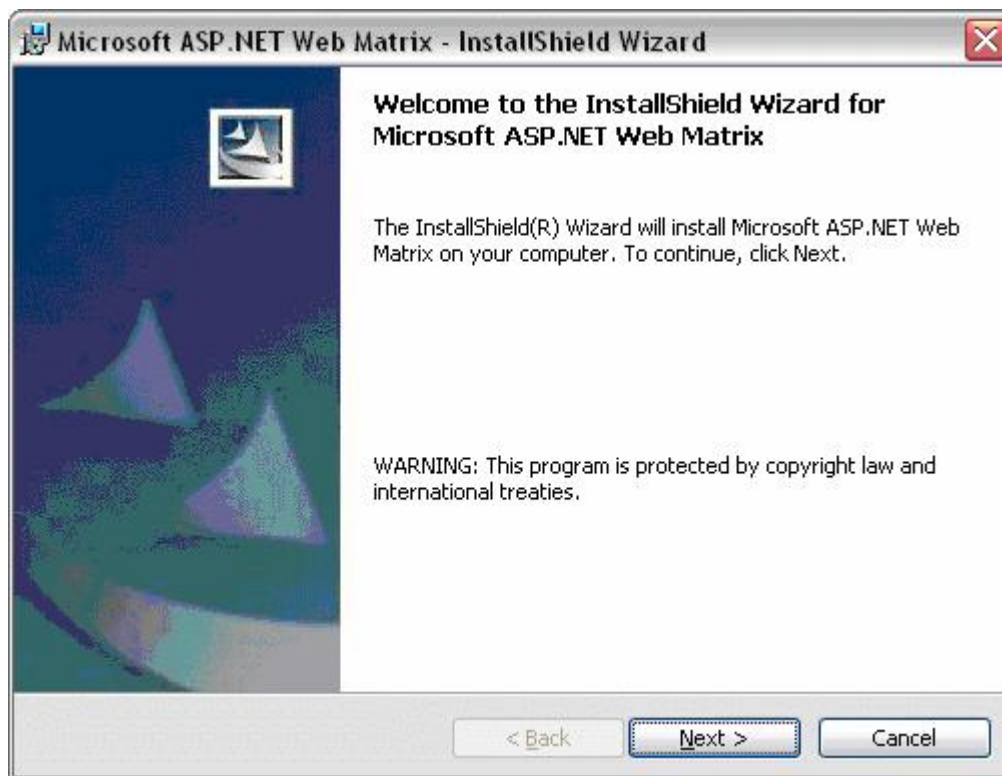 Microsoft ASP.NET Web Matrix - InstallShield Wizard
Welcome to the InstallShield Wizard for
Microsoft ASP.NET Web Matrix
The InstallShield(R) Wizard will install Microsoft ASP.NET Web
Matrix on your computer. To continue, click Next.
WARNING: This program is protected by copyright law and
international treaties.
< Back
Next >
Cancel